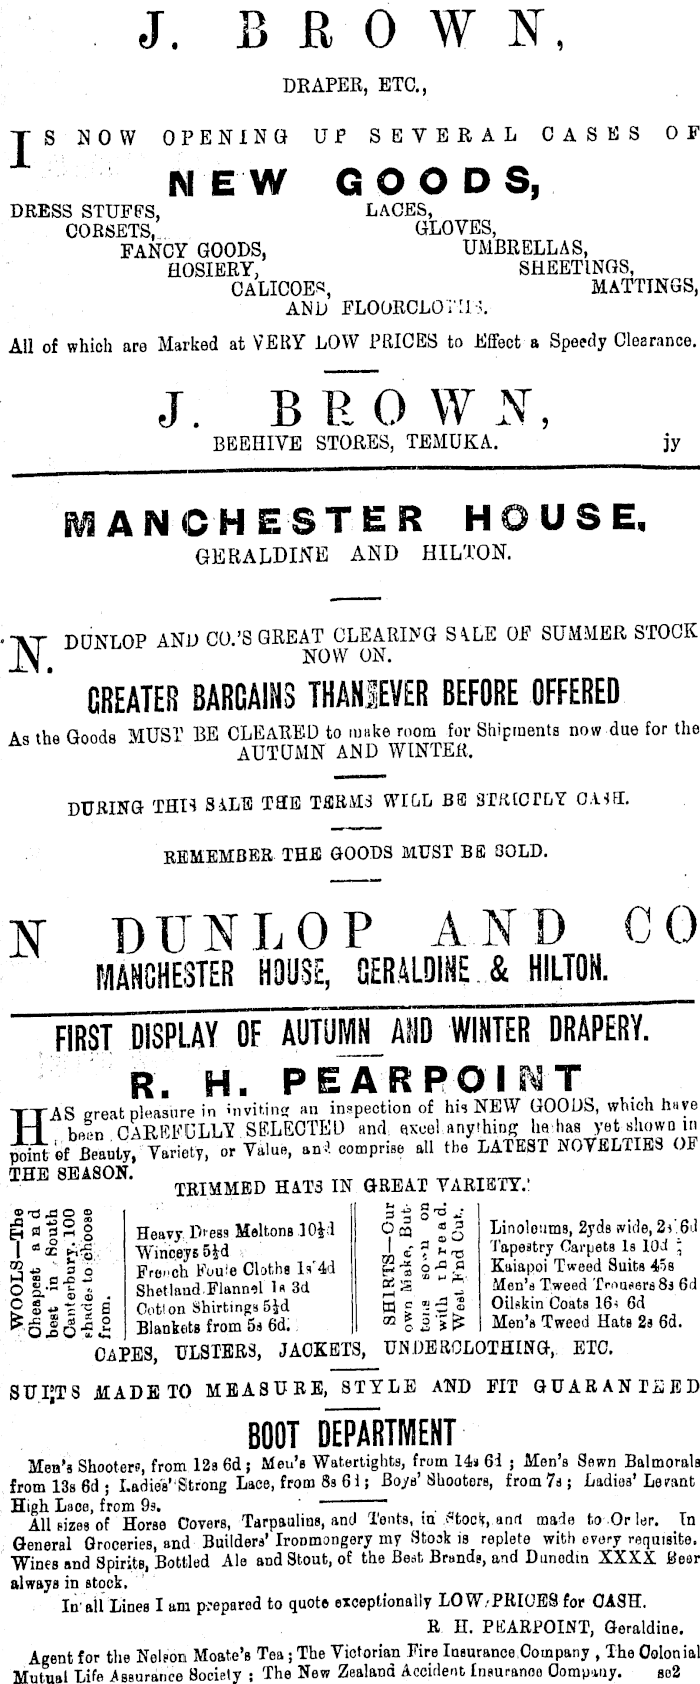 J. BROWN,
DRAPER, ETC.,
IS NOW OPENING UP SEVERAL CASES OF
NEW GOODS,
DRESS STUFFS, LACES,
CORSETS, GLOVES,
FANCY GOODS, UMBRELLAS,
HOSIERY, SHEETINGS,
CALICOES, MATTINGS,
AND FLOORCLOTHS.
All of which are Marked at VERY LOW PRICES to Effect a Speedy Clearance.
J. BROWN,
BEEHIVE STORES, TEMUKA. jy
MANCHESTER HOUSE,
GERALDINE AND HILTON.
N. DUNLOP AND CO.'S GREAT CLEARING SALE OF SUMMER STOCK
NOW ON.
GREATER BARGAINS THAN EVER BEFORE OFFERED
As the Goods MUST BE CLEARED to make room for Shipments now due for the
AUTUMN AND WINTER.
DURING THIS SALE THE TERMS WILL BE STRICTLY CASH.
REMEMBER THE GOODS MUST BE SOLD.
N DUNLOP AND CO
MANCHESTER HOUSE, GERALDINE & HILTON.
FIRST DISPLAY OF AUTUMN AND WINTER DRAPERY.
R. H. PEARPOINT
HAS great pleasure in inviting an inspection of his NEW GOODS, which have
been CAREFULLY SELECTED and excel anything he has yet shown in
point of Beauty, Variety, or Value, and comprise all the LATEST NOVELTIES OF
THE SEASON.
TRIMMED HATS IN GREAT VARIETY.
WOOLS—The
Cheapest and
best in South
Canterbury. 100
shades to choose
from.
Heavy Dress Meltons 10½d
Winceys 5½d
French Foule Cloths 1s 4d
Shetland Flannel 1s 3d
Cotton Shirtings 5½d
Blankets from 5s 6d.
SHIRTS—Our
own Make, But-
tons sown on
with thread.
West End Cut.
Linoleums, 2yds wide, 2s 6d
Tapestry Carpets 1s 10d
Kaiapoi Tweed Suits 45s
Men's Tweed Trousers 8s 6d
Oilskin Coats 16s 6d
Men's Tweed Hats 2s 6d.
CAPES, ULSTERS, JACKETS, UNDERCLOTHING, ETC.
SUITS MADE TO MEASURE, STYLE AND FIT GUARANTEED
BOOT DEPARTMENT
Men's Shooters, from 12s 6d; Men's Watertights, from 14s 6d; Men's Sewn Balmorals
from 13s 6d; Ladies' Strong Lace, from 8s 6d; Boys' Shooters, from 7s; Ladies' Levant
High Lace, from 9s.
All sizes of Horse Covers, Tarpaulins, and Tents, in stock, and made to Order. In
General Groceries, and Builders' Ironmongery my Stock is replete with every requisite.
Wines and Spirits, Bottled Ale and Stout, of the Best Brands, and Dunedin XXXX Beer
always in stock.
In all Lines I am prepared to quote exceptionally LOW PRICES for CASH.
R. H. PEARPOINT, Geraldine.
Agent for the Nelson Moate's Tea; The Victorian Fire Insurance Company, The Colonial
Mutual Life Assurance Society; The New Zealand Accident Insurance Company. se2